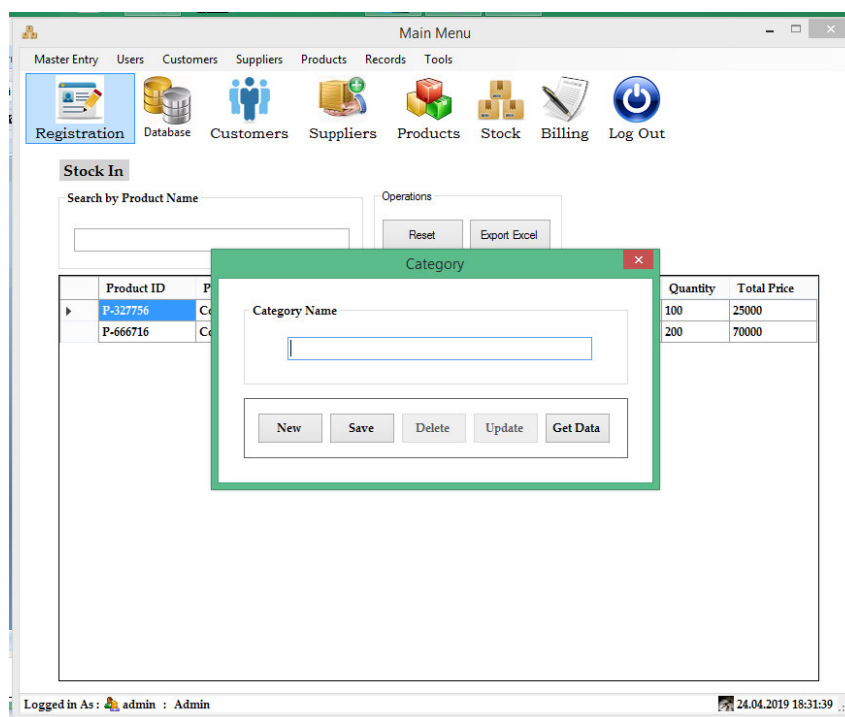 Main Menu
Master Entry Users Customers Suppliers Products Records Tools
Registration Database Customers Suppliers Products Stock Billing Log Out
Stock In
Search by Product Name
Operations
Reset Export Excel
Category
Product ID P Quantity Total Price
P-327756 Co 100 25000
P-666716 Co 200 70000
Category Name
New Save Delete Update Get Data
Logged in As : admin : Admin 24.04.2019 18:31:39